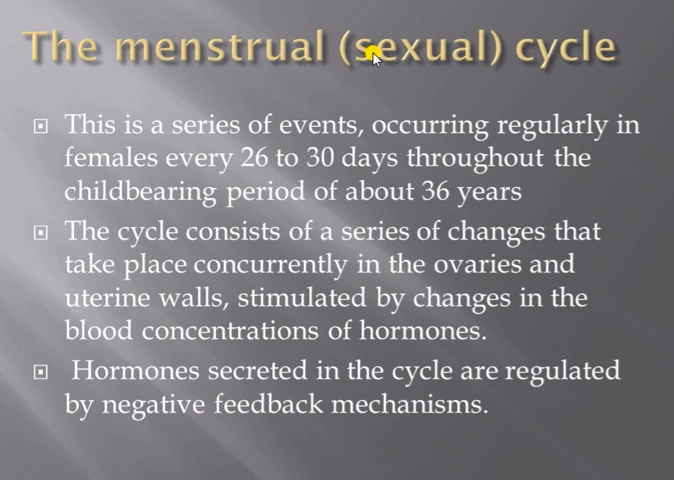 The menstrual (sexual) cycle
This is a series of events, occurring regularly in
females every 26 to 30 days throughout the
childbearing period of about 36 years
The cycle consists of a series of changes that
take place concurrently in the ovaries and
uterine walls, stimulated by changes in the
blood concentrations of hormones.
Hormones secreted in the cycle are regulated
by negative feedback mechanisms.